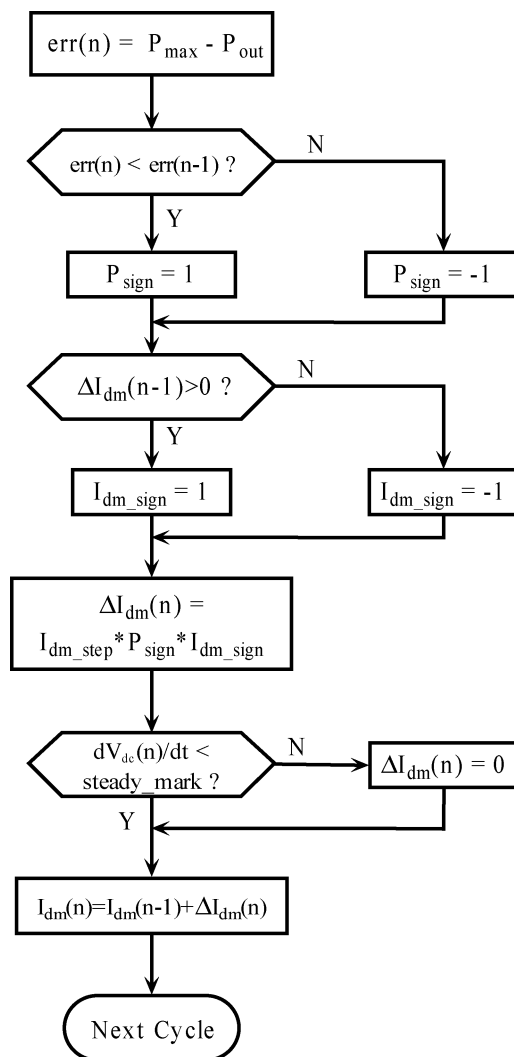 err(n) = P_max - P_out
err(n) < err(n-1) ?
N
Y
P_sign = 1
P_sign = -1
ΔI_dm(n-1)>0 ?
N
Y
I_dm_sign = 1
I_dm_sign = -1
ΔI_dm(n) =
I_dm_step*P_sign*I_dm_sign
dV_dc(n)/dt <
steady_mark ?
N
ΔI_dm(n) = 0
Y
I_dm(n)=I_dm(n-1)+ΔI_dm(n)
Next Cycle